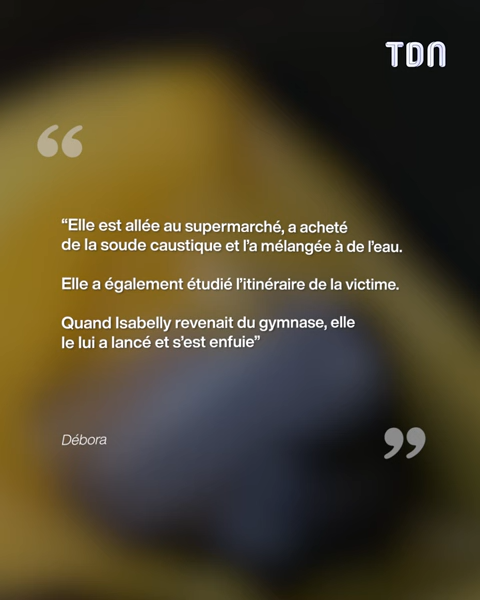 TDN
“
“Elle est allée au supermarché, a acheté
de la soude caustique et l’a mélangée à de l’eau.
Elle a également étudié l’itinéraire de la victime.
Quand Isabelly revenait du gymnase, elle
le lui a lancé et s’est enfuie”
Débora
”